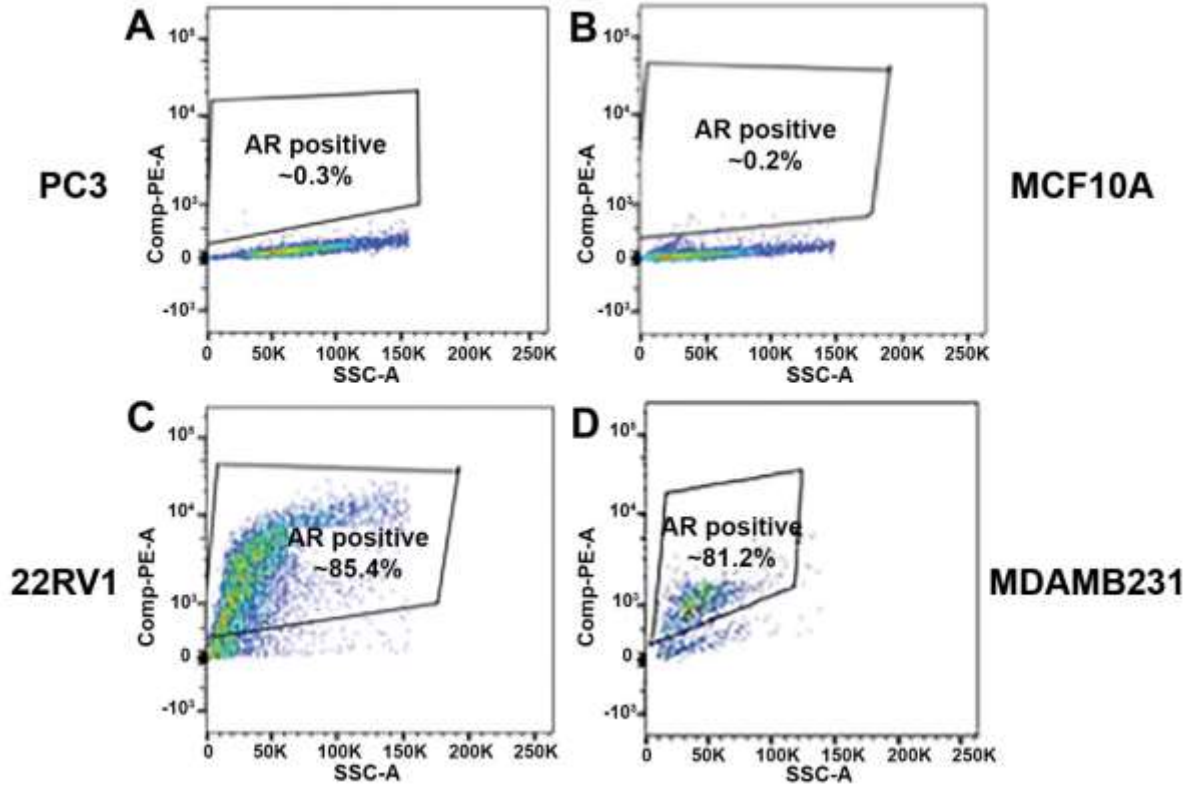 A
10⁵
10⁴
10³
0
-10³
Comp-PE-A
AR positive
~0.3%
0 50K 100K 150K 200K 250K
SSC-A
PC3
B
10⁵
10⁴
10³
0
-10³
Comp-PE-A
AR positive
~0.2%
0 50K 100K 150K 200K 250K
SSC-A
MCF10A
C
10⁵
10⁴
10³
0
-10³
Comp-PE-A
AR positive
~85.4%
0 50K 100K 150K 200K 250K
SSC-A
22RV1
D
10⁵
10⁴
10³
0
-10³
Comp-PE-A
AR positive
~81.2%
0 50K 100K 150K 200K 250K
SSC-A
MDAMB231